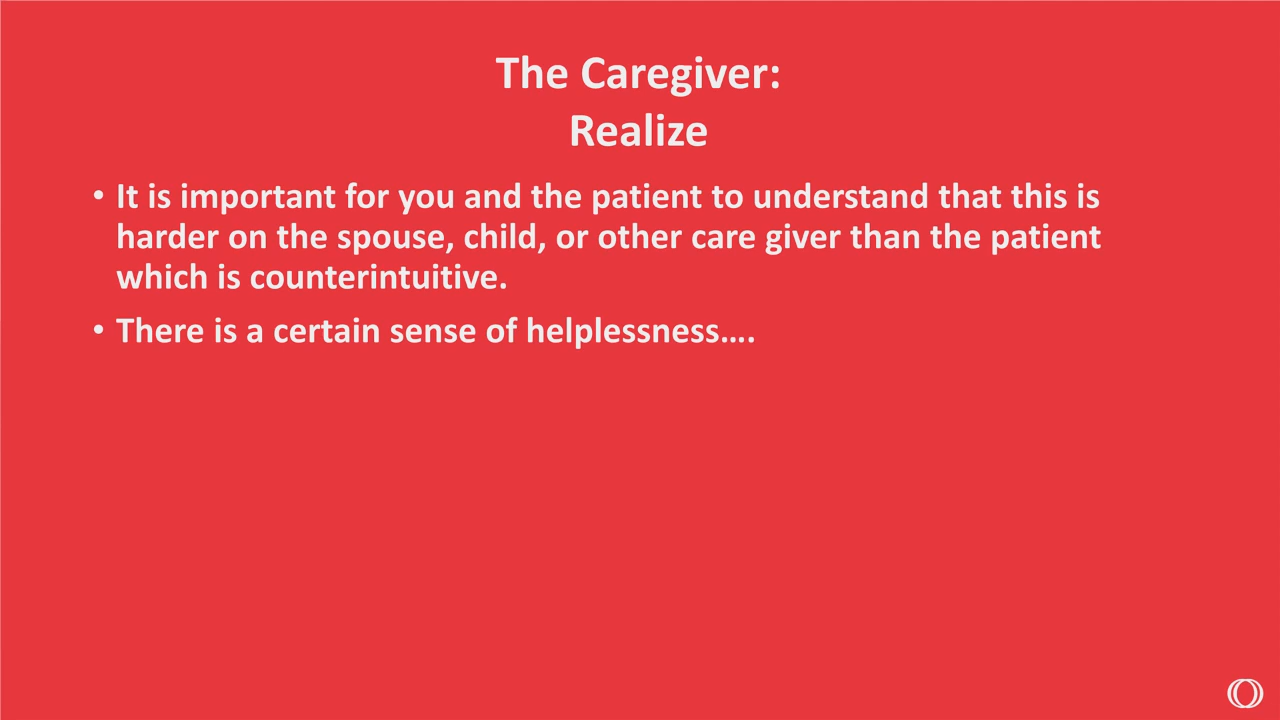 The Caregiver:
Realize
• It is important for you and the patient to understand that this is
harder on the spouse, child, or other care giver than the patient
which is counterintuitive.
• There is a certain sense of helplessness….